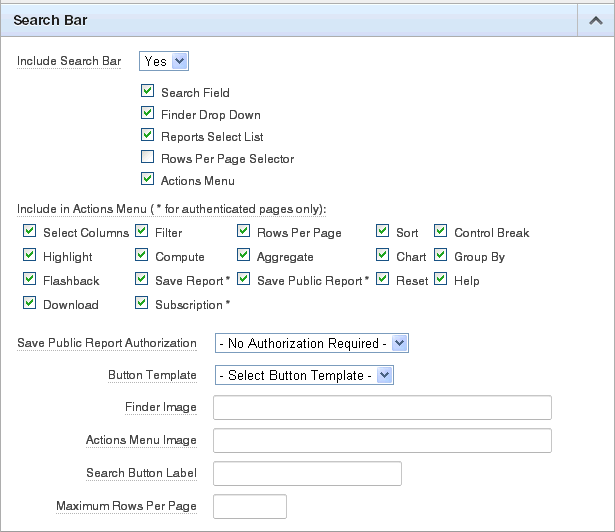 Search Bar
Include Search Bar Yes
Search Field
Finder Drop Down
Reports Select List
Rows Per Page Selector
Actions Menu
Include in Actions Menu ( * for authenticated pages only):
Select Columns Filter Rows Per Page Sort Control Break
Highlight Compute Aggregate Chart Group By
Flashback Save Report * Save Public Report * Reset Help
Download Subscription *
Save Public Report Authorization - No Authorization Required -
Button Template - Select Button Template -
Finder Image
Actions Menu Image
Search Button Label
Maximum Rows Per Page